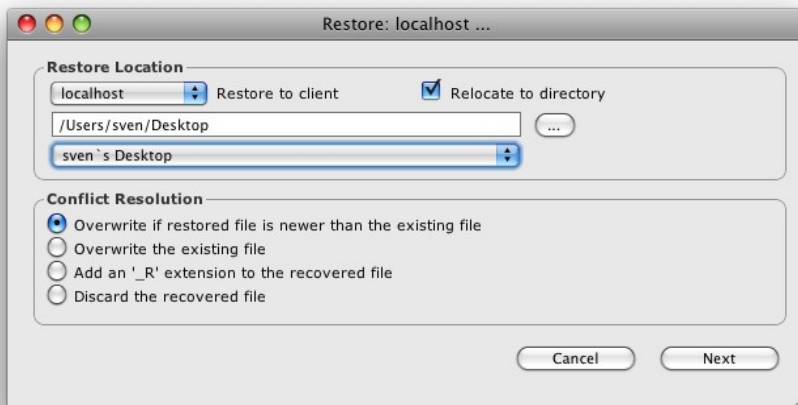 Restore: localhost ...
Restore Location
localhost Restore to client Relocate to directory
/Users/sven/Desktop ...
sven`s Desktop
Conflict Resolution
Overwrite if restored file is newer than the existing file
Overwrite the existing file
Add an '_R' extension to the recovered file
Discard the recovered file
Cancel Next